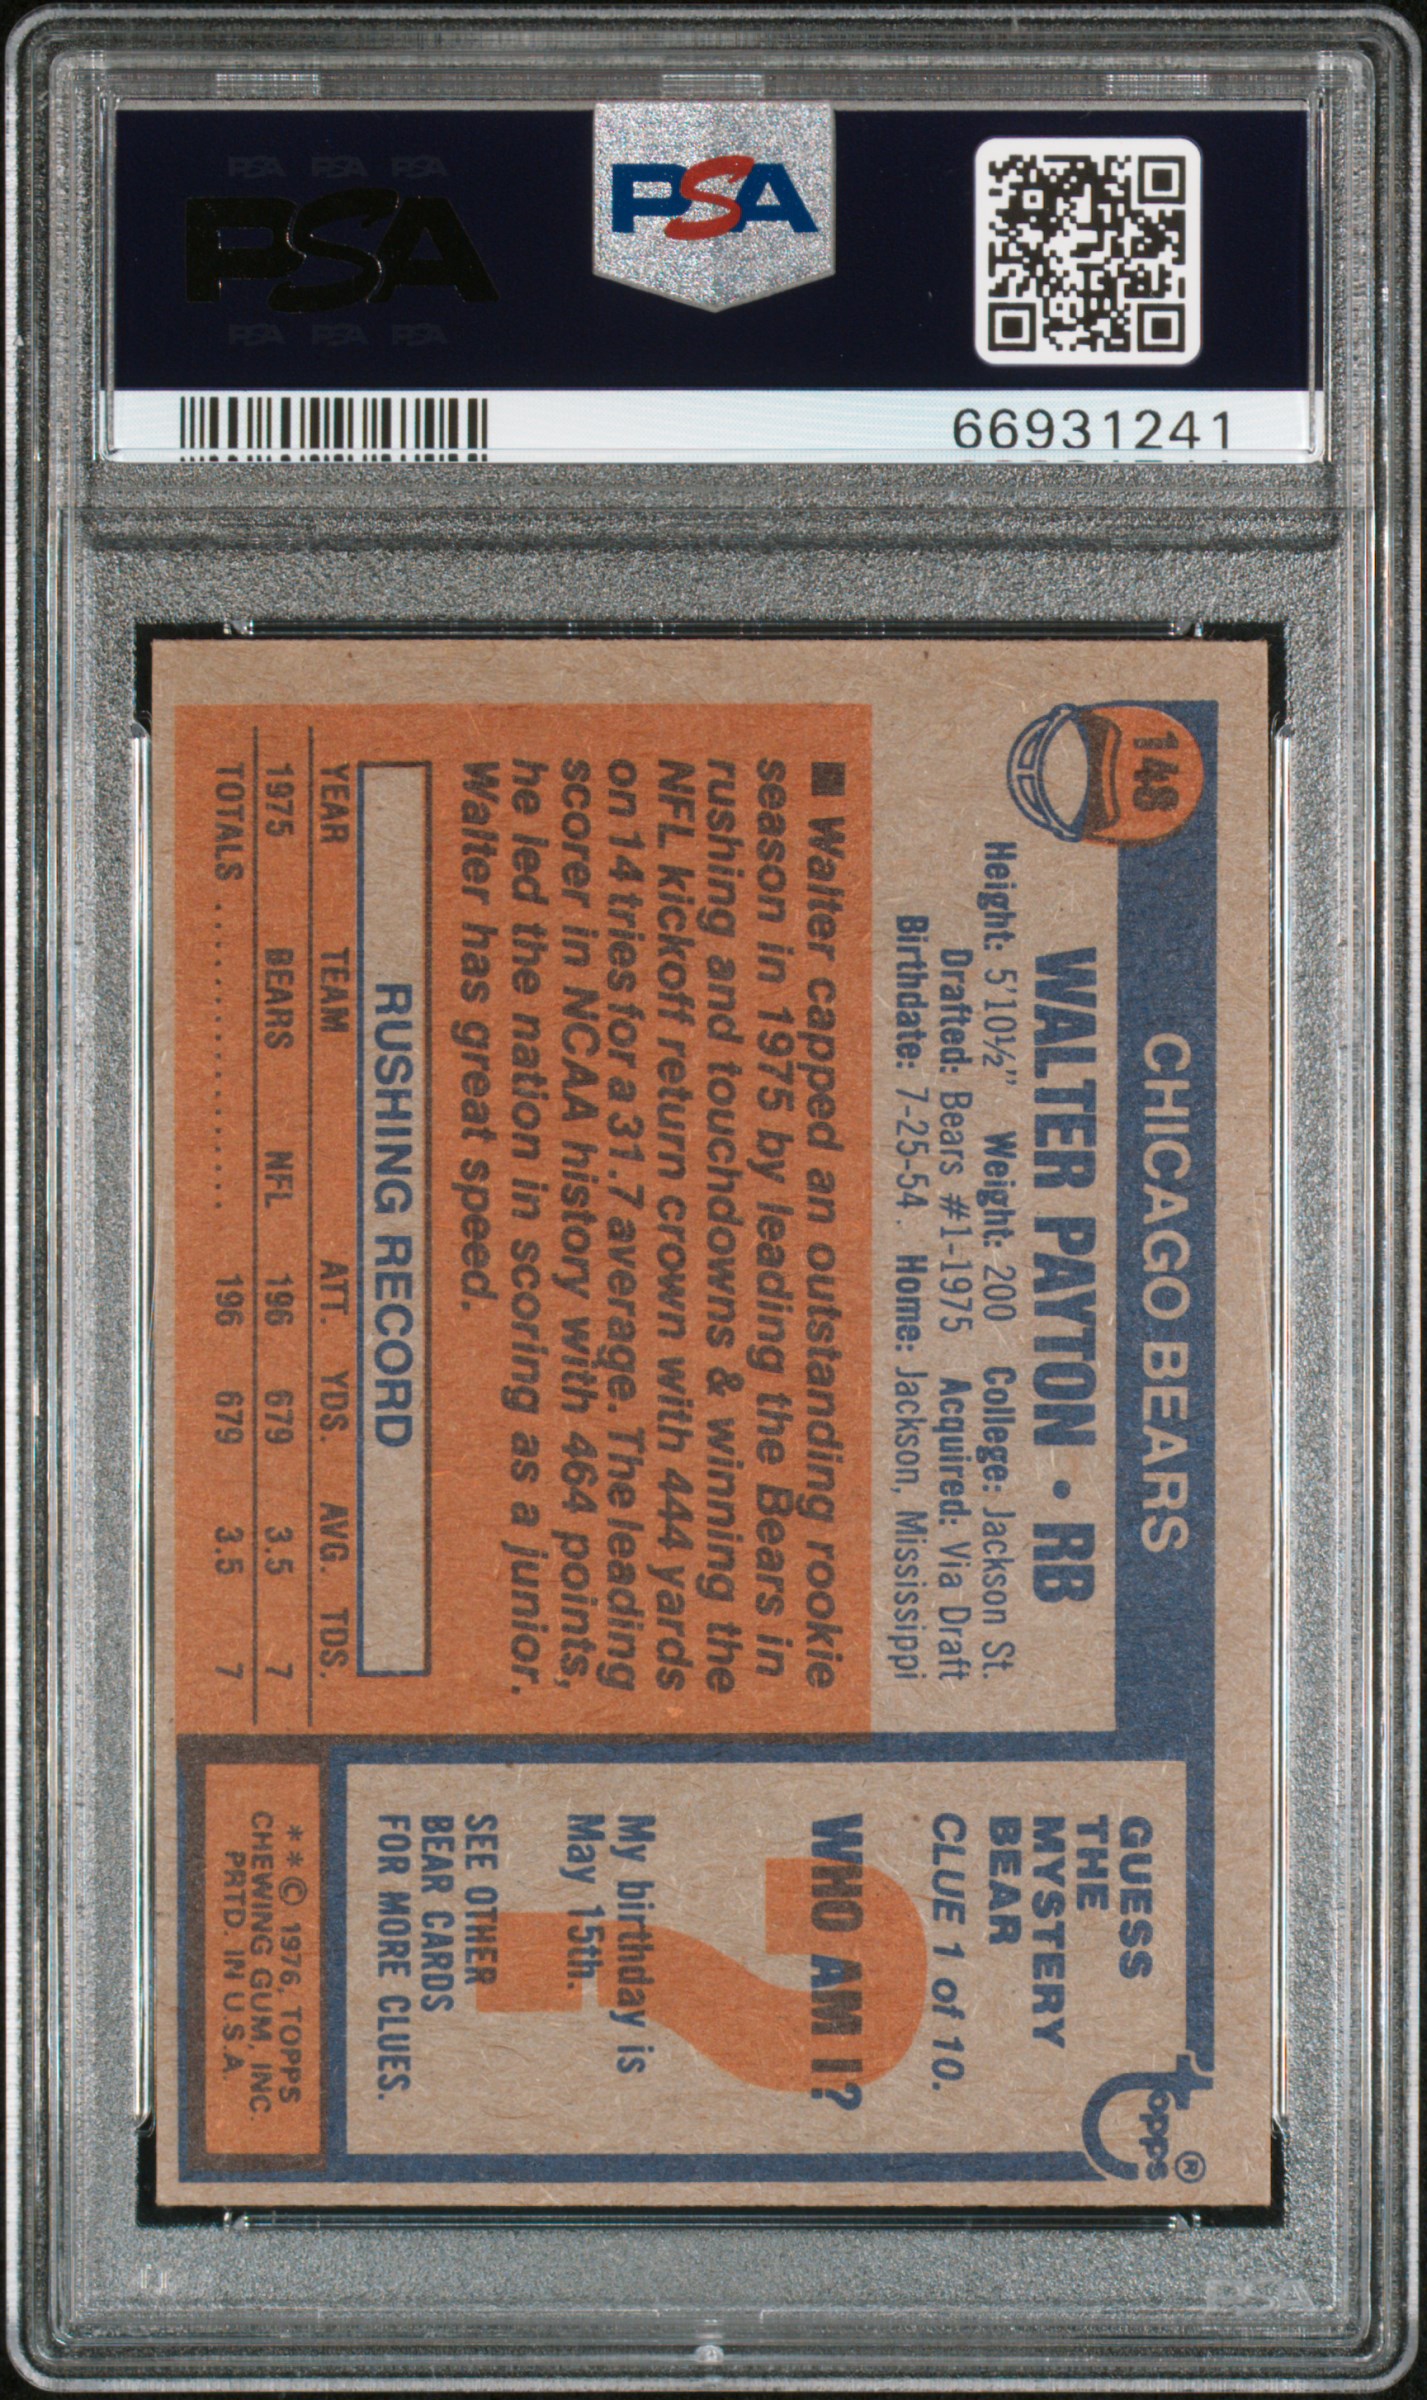 PSA PSA PSA
PSA
PSA PSA PSA
PSA
66931241
148
CHICAGO BEARS
WALTER PAYTON • RB
Height: 5'10½" Weight: 200 College: Jackson St.
Drafted: Bears #1-1975 Acquired: Via Draft
Birthdate: 7-25-54. Home: Jackson, Mississippi
■ Walter capped an outstanding rookie
season in 1975 by leading the Bears in
rushing and touchdowns & winning the
NFL kickoff return crown with 444 yards
on 14 tries for a 31.7 average. The leading
scorer in NCAA history with 464 points,
he led the nation in scoring as a junior.
Walter has great speed.
RUSHING RECORD
YEAR TEAM ATT. YDS. AVG. TDS.
1975 BEARS NFL 196 679 3.5 7
TOTALS .................... 196 679 3.5 7
topps®
GUESS
THE
MYSTERY
BEAR
CLUE 1 of 10.
WHO AM I?
?
My birthday is
May 15th.
SEE OTHER
BEAR CARDS
FOR MORE CLUES.
**© 1976, TOPPS
CHEWING GUM, INC.
PRTD. IN U.S.A.
PSA